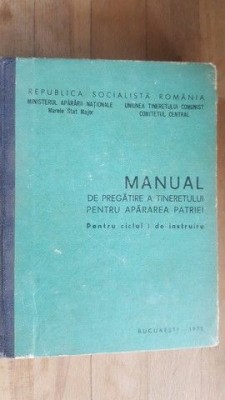 REPUBLICA SOCIALISTĂ ROMÂNIA
MINISTERUL APĂRĂRII NAȚIONALE
Marele Stat Major
UNIUNEA TINERETULUI COMUNIST
COMITETUL CENTRAL
MANUAL
DE PREGĂTIRE A TINERETULUI
PENTRU APĂRAREA PATRIEI
Pentru ciclul I de instruire
BUCUREȘTI